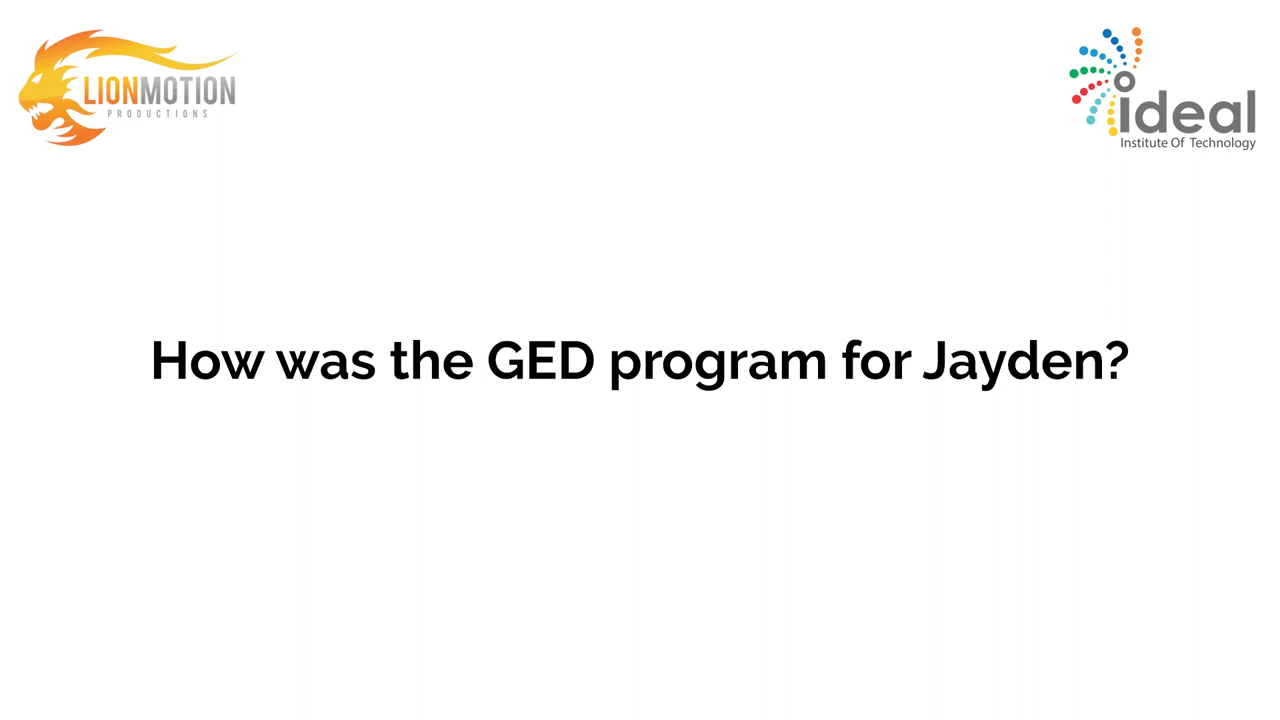 LIONMOTION
PRODUCTIONS
ideal
Institute Of Technology
How was the GED program for Jayden?